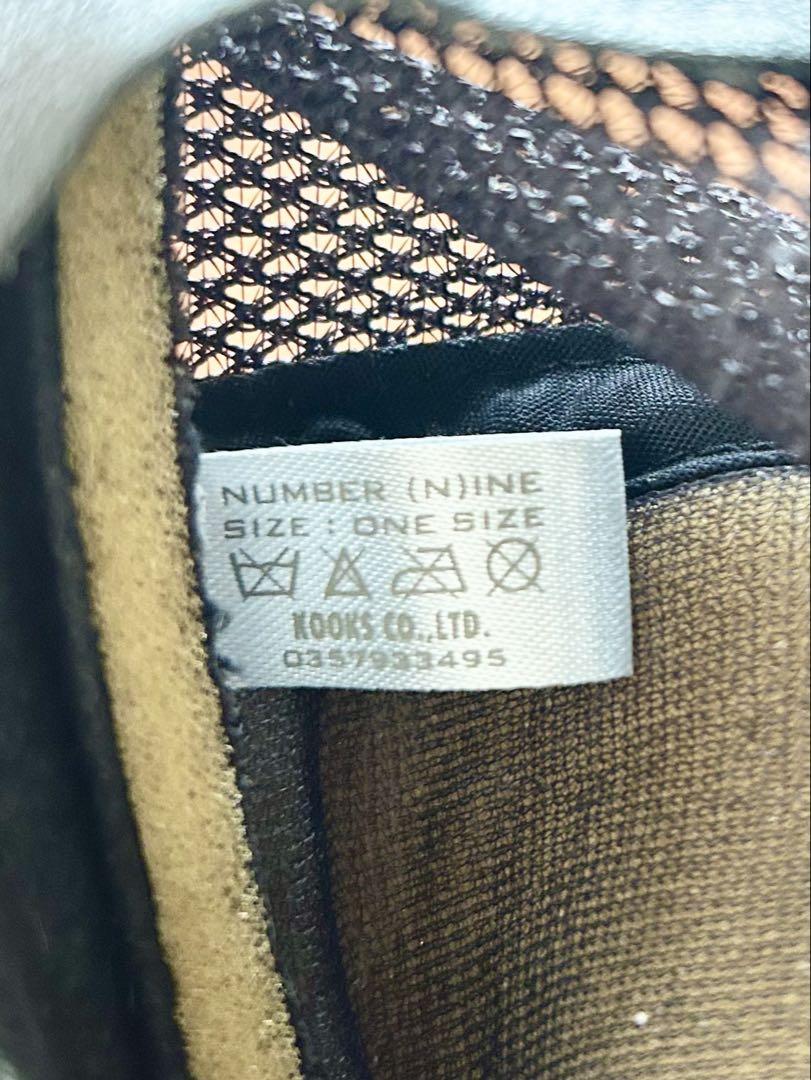 NUMBER (N)INE
SIZE : ONE SIZE
KOOKS CO.,LTD.
0357933495